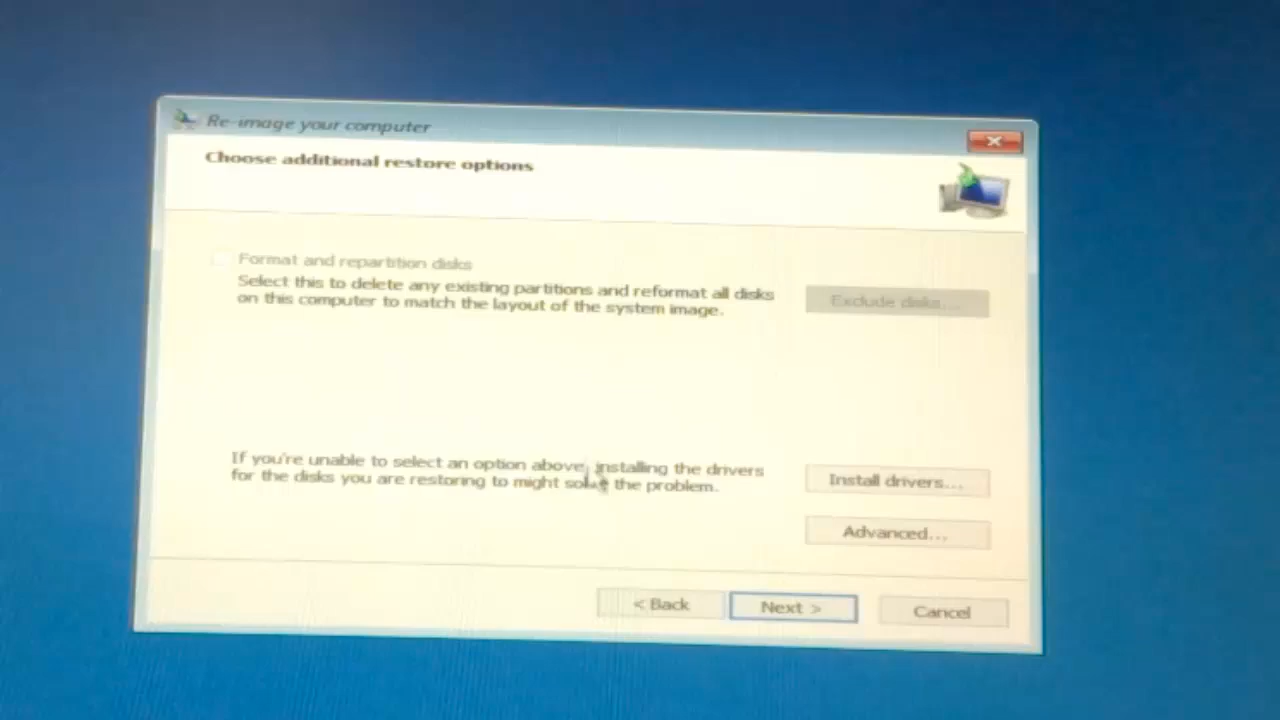 Re-image your computer
Choose additional restore options
Format and repartition disks
Select this to delete any existing partitions and reformat all disks
on this computer to match the layout of the system image.
Exclude disks...
If you're unable to select an option above, installing the drivers
for the disks you are restoring to might solve the problem.
Install drivers...
Advanced...
< Back
Next >
Cancel